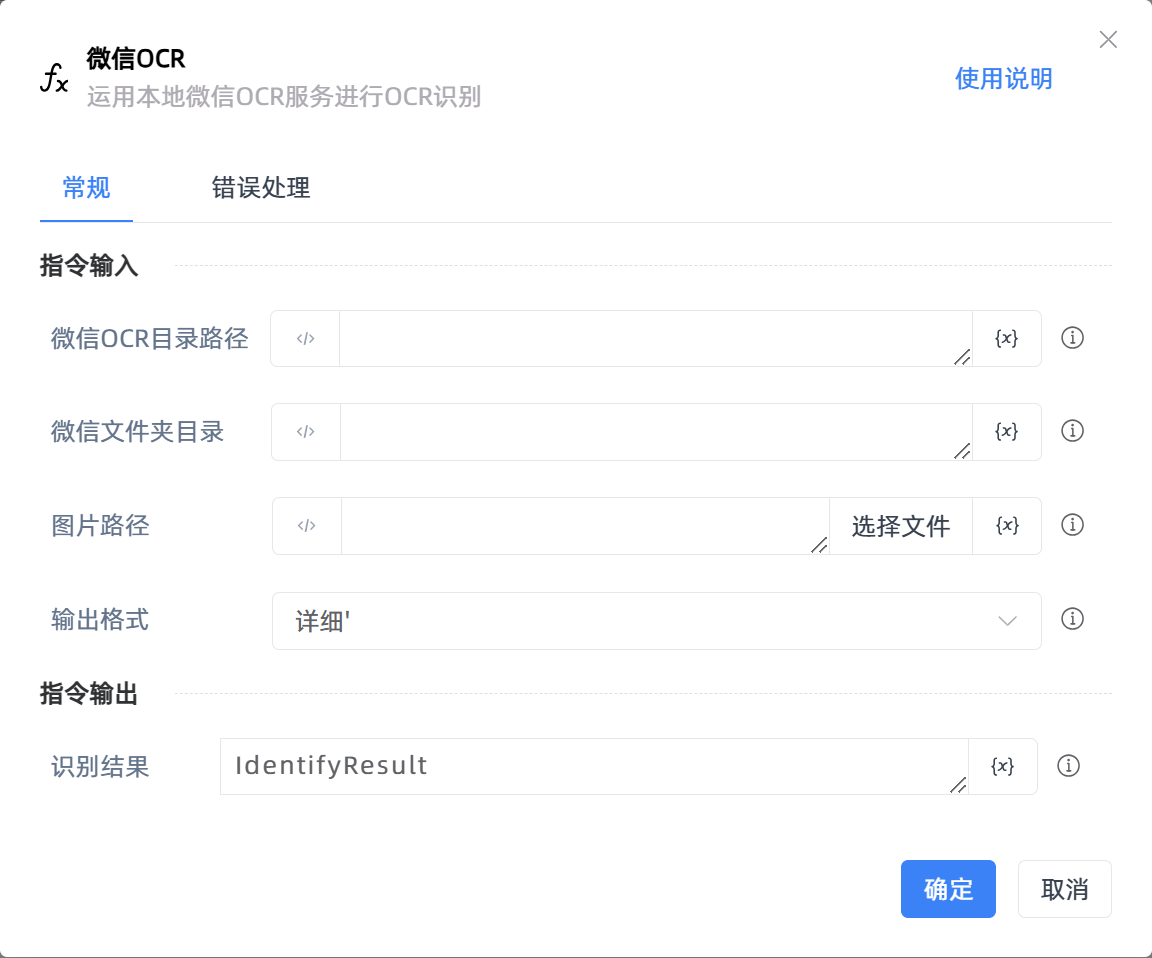 微信OCR
运用本地微信OCR服务进行OCR识别
使用说明
常规 错误处理
指令输入
微信OCR目录路径 </> {x}
微信文件夹目录 </> {x}
图片路径 </> 选择文件 {x}
输出格式 详细'
指令输出
识别结果 IdentifyResult {x}
确定 取消